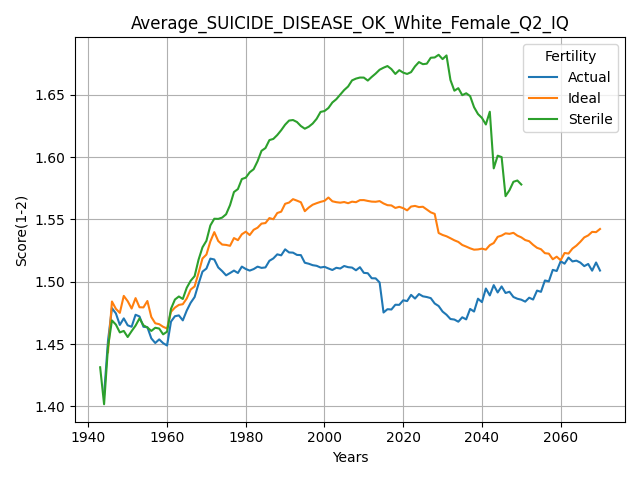 Average_SUICIDE_DISEASE_OK_White_Female_Q2_IQ
Fertility
Actual
Ideal
Sterile
Score(1-2)
1.65
1.60
1.55
1.50
1.45
1.40
1940 1960 1980 2000 2020 2040 2060
Years